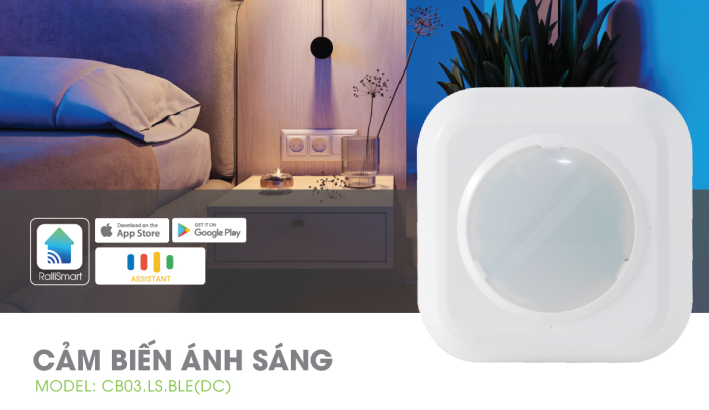 RalliSmart
Download on the
App Store
GET IT ON
Google Play
ASSISTANT
CẢM BIẾN ÁNH SÁNG
MODEL: CB03.LS.BLE(DC)